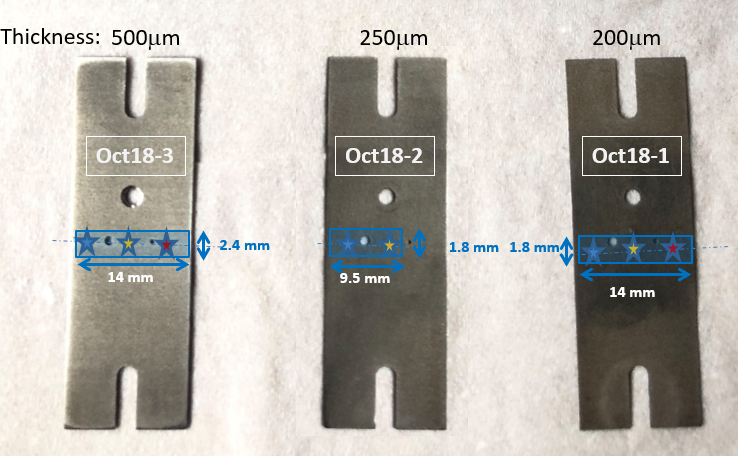 Thickness: 500μm
250μm
200μm
Oct18-3
Oct18-2
Oct18-1
2.4 mm
1.8 mm
1.8 mm
14 mm
9.5 mm
14 mm